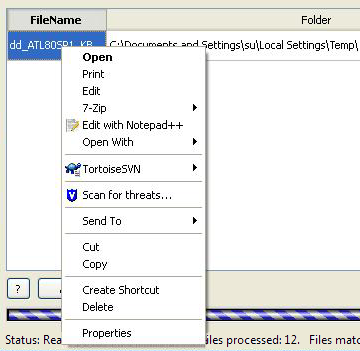 FileName Folder
dd_ATL80SP1_KB C:\Documents and Settings\su\Local Settings\Temp\
Open
Print
Edit
7-Zip
Edit with Notepad++
Open With
TortoiseSVN
Scan for threats...
Send To
Cut
Copy
? 
Create Shortcut
Delete
Properties
Status: Rea iles processed: 12. Files matc